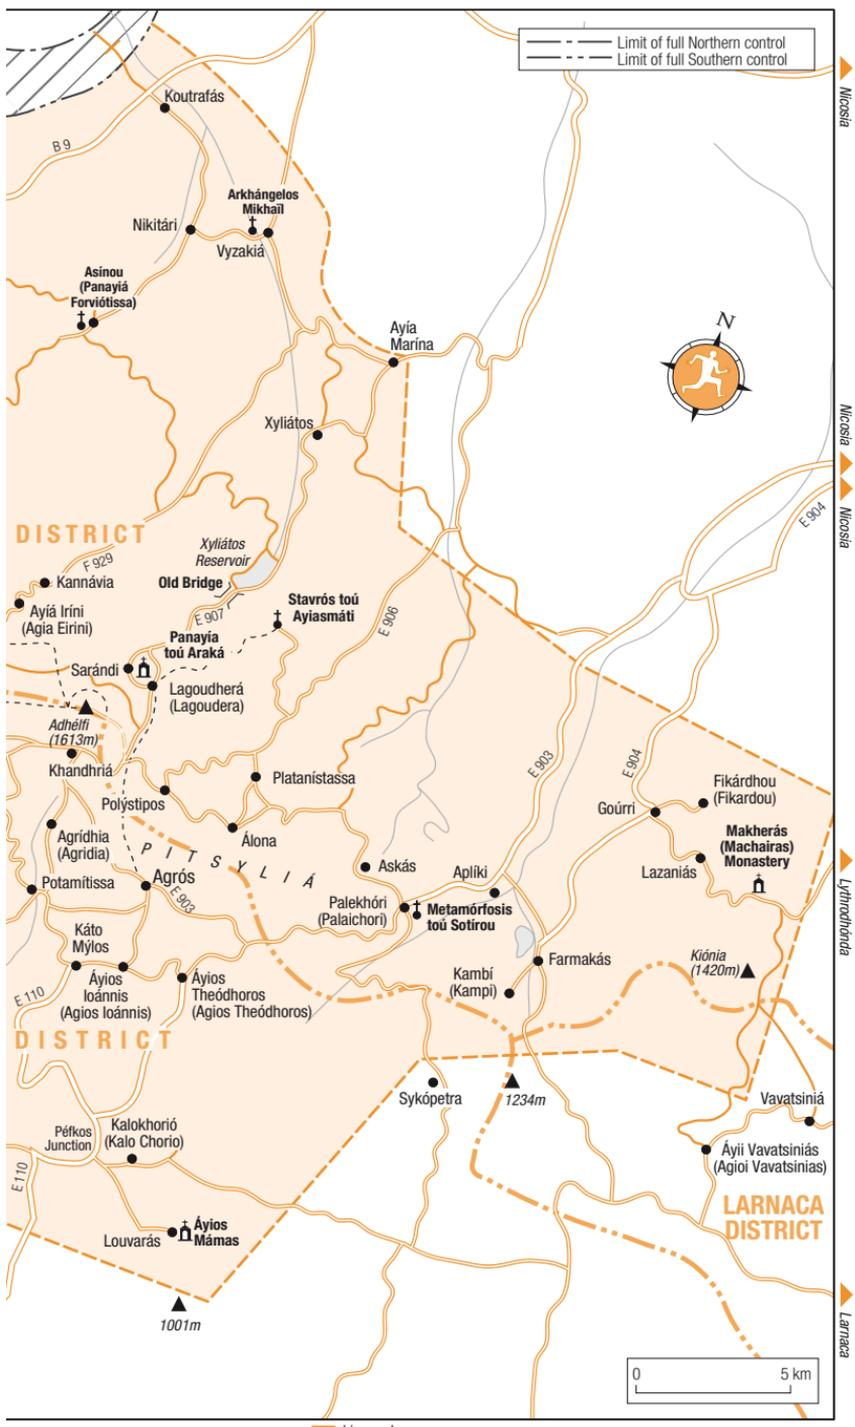 Limit of full Northern control
Limit of full Southern control
Nicosia
Koutrafás
B 9
Arkhángelos
Mikhaïl
Nikitári
Vyzakiá
Asinou
(Panayiá
Forviótissa)
N
Ayía
Marína
Xyliátos
Nicosia
Nicosia
E 904
DISTRICT
Xyliátos
Reservoir
F 929
Kannávia
Old Bridge
Ayíá Iríni
(Agia Eirini)
E 907
Stavrós toú
Ayiasmáti
E 906
Panayía
toú Araká
Sarándi
Lagoudherá
(Lagoudera)
Adhélfi
(1613m)
Khandhriá
Polýstipos
Platanístassa
E 903
E 904
Fikárdhou
(Fikardou)
Goúrri
Makherás
(Machairas)
Monastery
Agrídhia
(Agridia)
Álona
PITSYLIÁ
Lazaniás
Askás
Aplíki
Potamítissa
Agrós
E 903
Palekhóri
(Palaichori)
Metamórfosis
toú Sotírou
Lythrodhónda
Káto
Mýlos
Farmakás
Kiónia
(1420m)
Kambí
(Kampi)
Áyios
Ioánnis
(Agios Ioánnis)
Áyios
Theódhoros
(Agios Theódhoros)
E 110
DISTRICT
Sykópetra
1234m
Vavatsiniá
Péfkos
Junction
Kalokhorió
(Kalo Chorio)
Áyii Vavatsiniás
(Agioi Vavatsinias)
E 110
LARNACA
DISTRICT
Louvarás
Áyios
Mámas
1001m
Larnaca
0 5 km